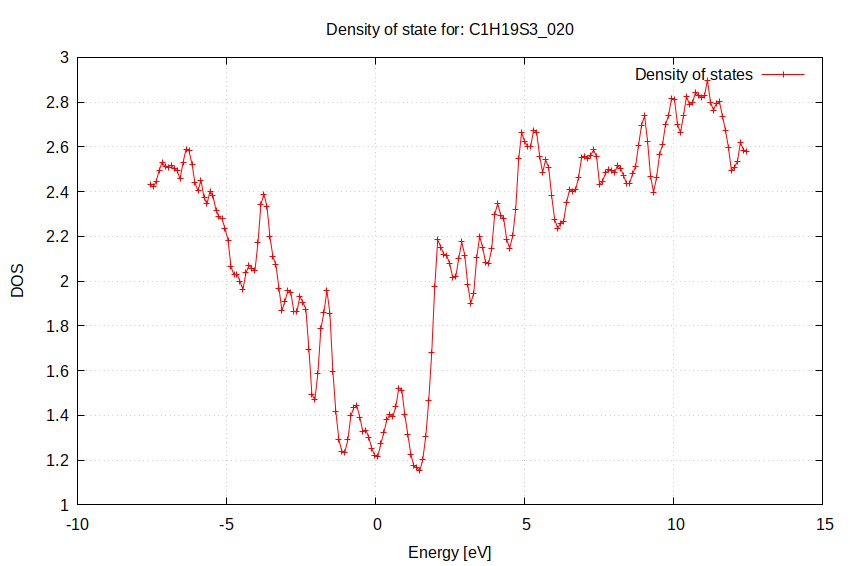 Density of state for: C1H19S3_020
Density of states
3
2.8
2.6
2.4
2.2
2
1.8
1.6
1.4
1.2
1
DOS
-10 -5 0 5 10 15
Energy [eV]